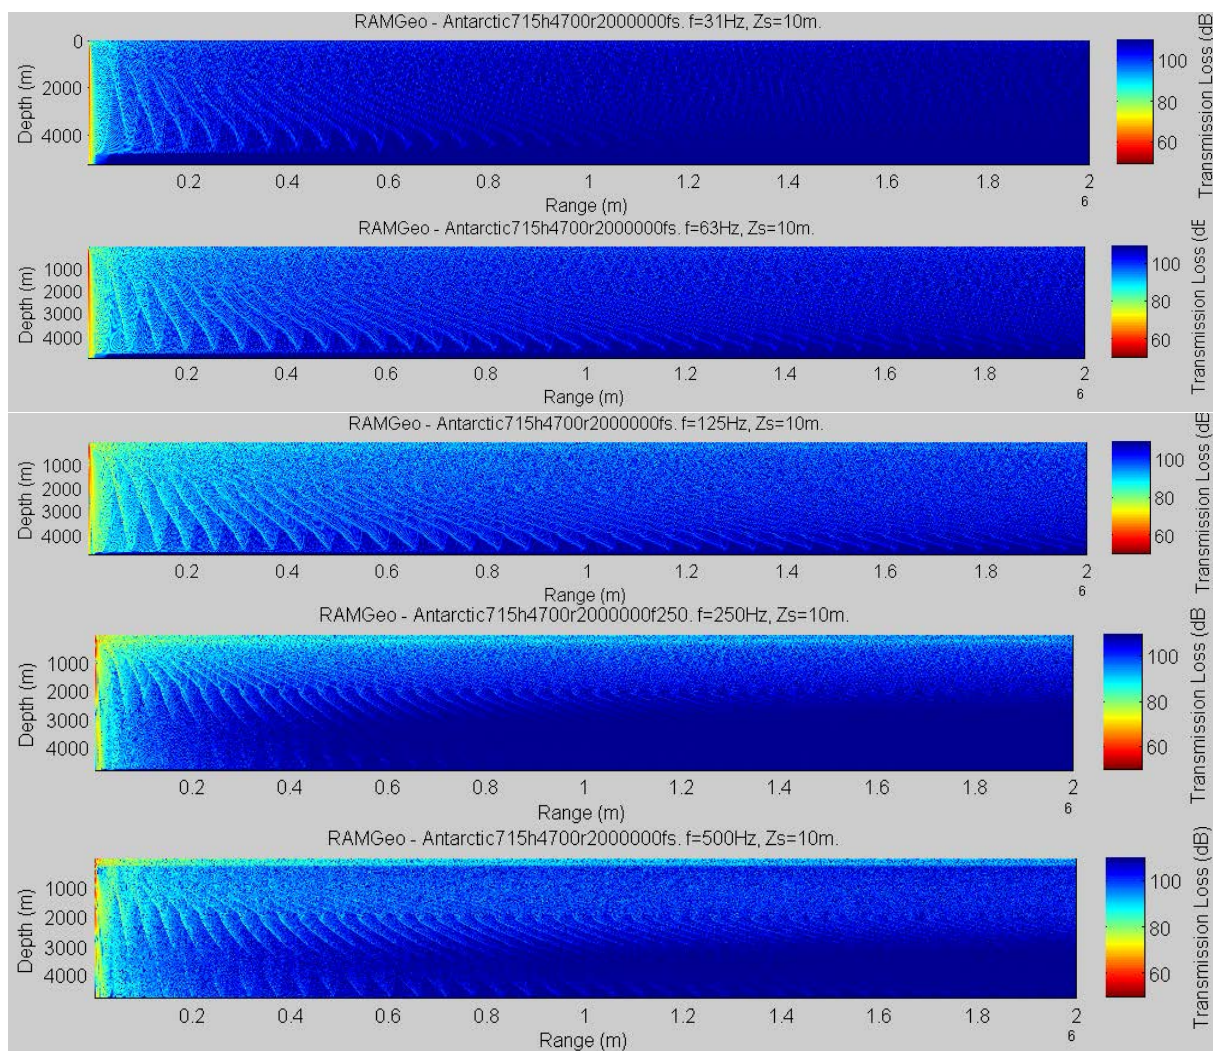 RAMGeo - Antarctic715h4700r2000000fs. f=31Hz, Zs=10m.
Depth (m)
0
2000
4000
0.2 0.4 0.6 0.8 1 1.2 1.4 1.6 1.8 2
Range (m)
6
100
80
60
Transmission Loss (dB
RAMGeo - Antarctic715h4700r2000000fs. f=63Hz, Zs=10m.
Depth (m)
1000
2000
3000
4000
0.2 0.4 0.6 0.8 1 1.2 1.4 1.6 1.8 2
Range (m)
6
100
80
60
Transmission Loss (dE
RAMGeo - Antarctic715h4700r2000000fs. f=125Hz, Zs=10m.
Depth (m)
1000
2000
3000
4000
0.2 0.4 0.6 0.8 1 1.2 1.4 1.6 1.8 2
Range (m)
6
100
80
60
Transmission Loss (dB
RAMGeo - Antarctic715h4700r2000000f250. f=250Hz, Zs=10m.
Depth (m)
1000
2000
3000
4000
0.2 0.4 0.6 0.8 1 1.2 1.4 1.6 1.8 2
Range (m)
6
100
80
60
Transmission Loss (dB
RAMGeo - Antarctic715h4700r2000000fs. f=500Hz, Zs=10m.
Depth (m)
1000
2000
3000
4000
0.2 0.4 0.6 0.8 1 1.2 1.4 1.6 1.8 2
Range (m)
6
100
80
60
Transmission Loss (dB)